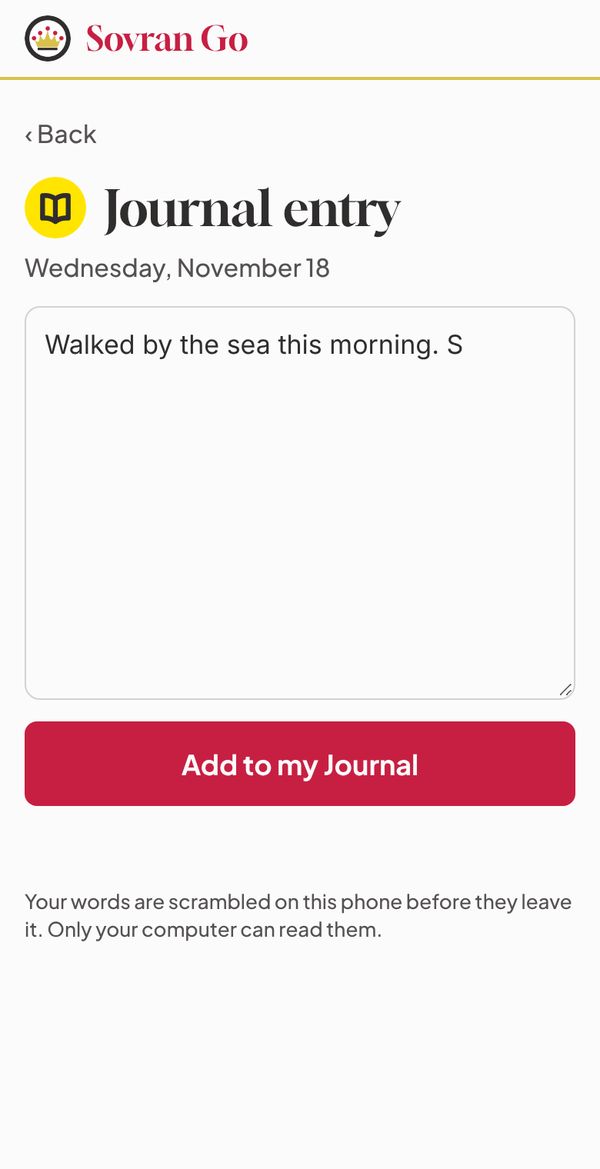 Sovran Go
‹ Back
Journal entry
Wednesday, November 18
Walked by the sea this morning. S
Add to my Journal
Your words are scrambled on this phone before they leave
it. Only your computer can read them.